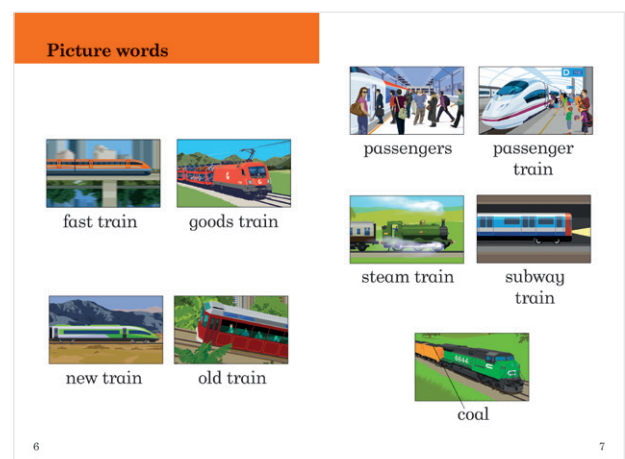 Picture words
fast train
goods train
new train
old train
6
passengers
passenger
train
steam train
subway
train
coal
7